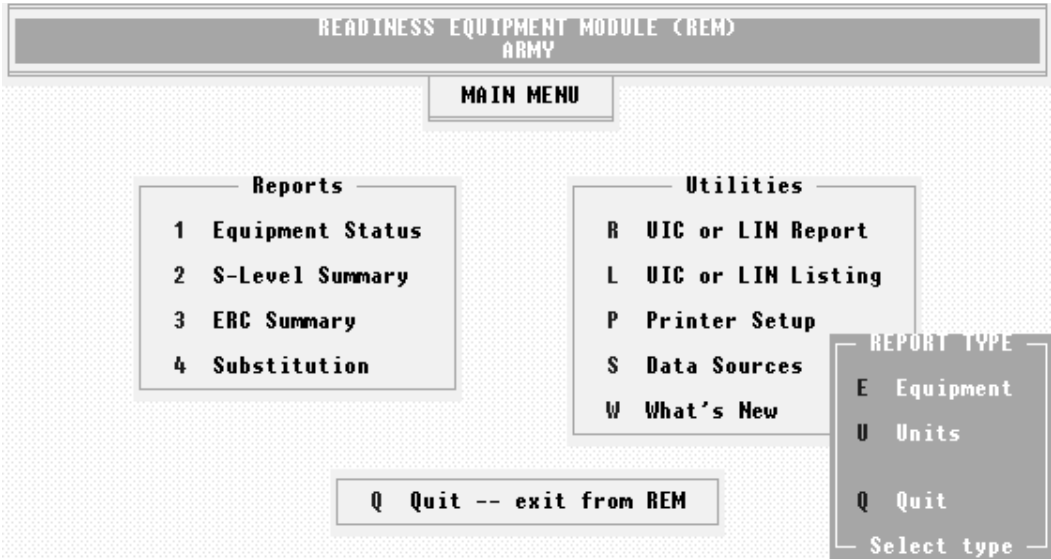 READINESS EQUIPMENT MODULE (REM)
ARMY
MAIN MENU
Reports
1 Equipment Status
2 S-Level Summary
3 ERC Summary
4 Substitution
Utilities
R UIC or LIN Report
L UIC or LIN Listing
P Printer Setup
S Data Sources
W What's New
REPORT TYPE
E Equipment
U Units
Q Quit
Select type
Q Quit -- exit from REM